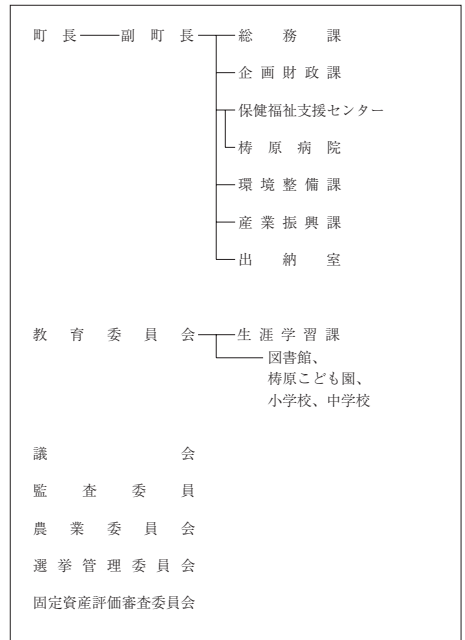 町長 副町長 総務課
企画財政課
保健福祉支援センター
梼原病院
環境整備課
産業振興課
出納室
教育委員会 生涯学習課
図書館、
梼原こども園、
小学校、中学校
議会
監査委員
農業委員会
選挙管理委員会
固定資産評価審査委員会